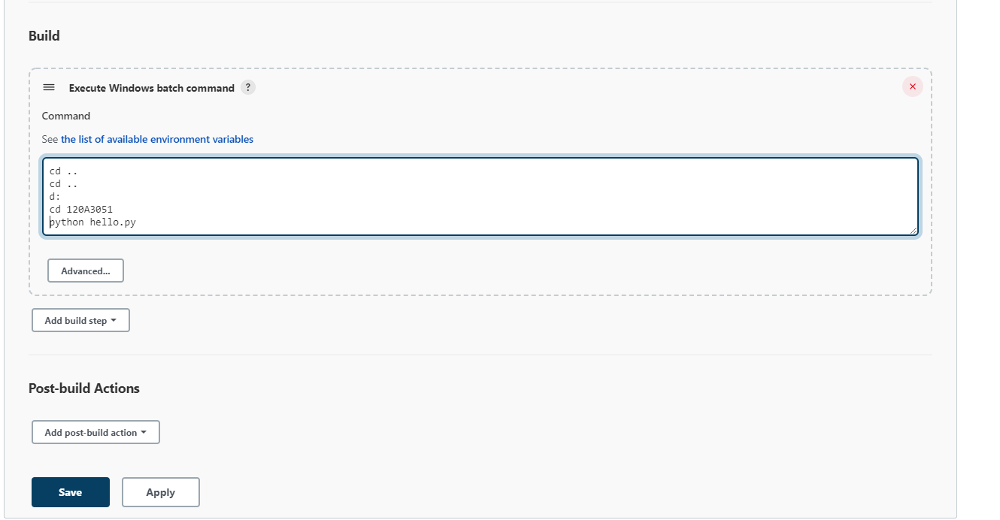 Build
Execute Windows batch command ?
Command
See the list of available environment variables
cd ..
cd ..
d:
cd 120A3051
python hello.py
Advanced...
Add build step
Post-build Actions
Add post-build action
Save Apply